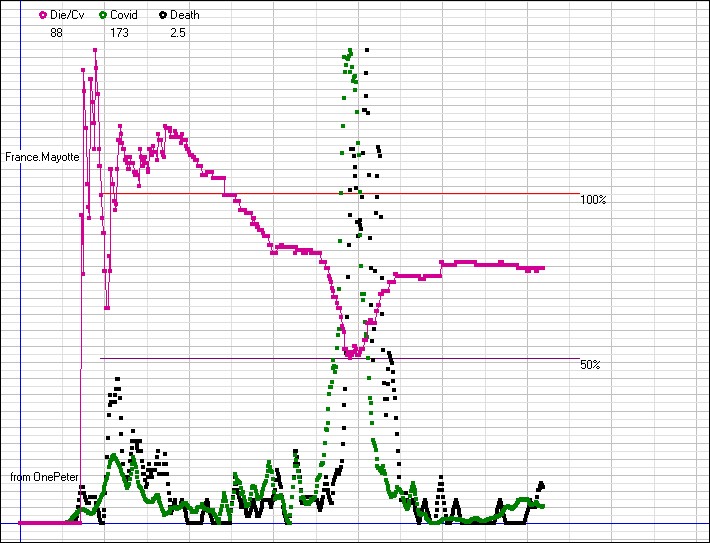 Die/Cv Covid Death
88 173 2.5
France.Mayotte
100%
50%
from OnePeter